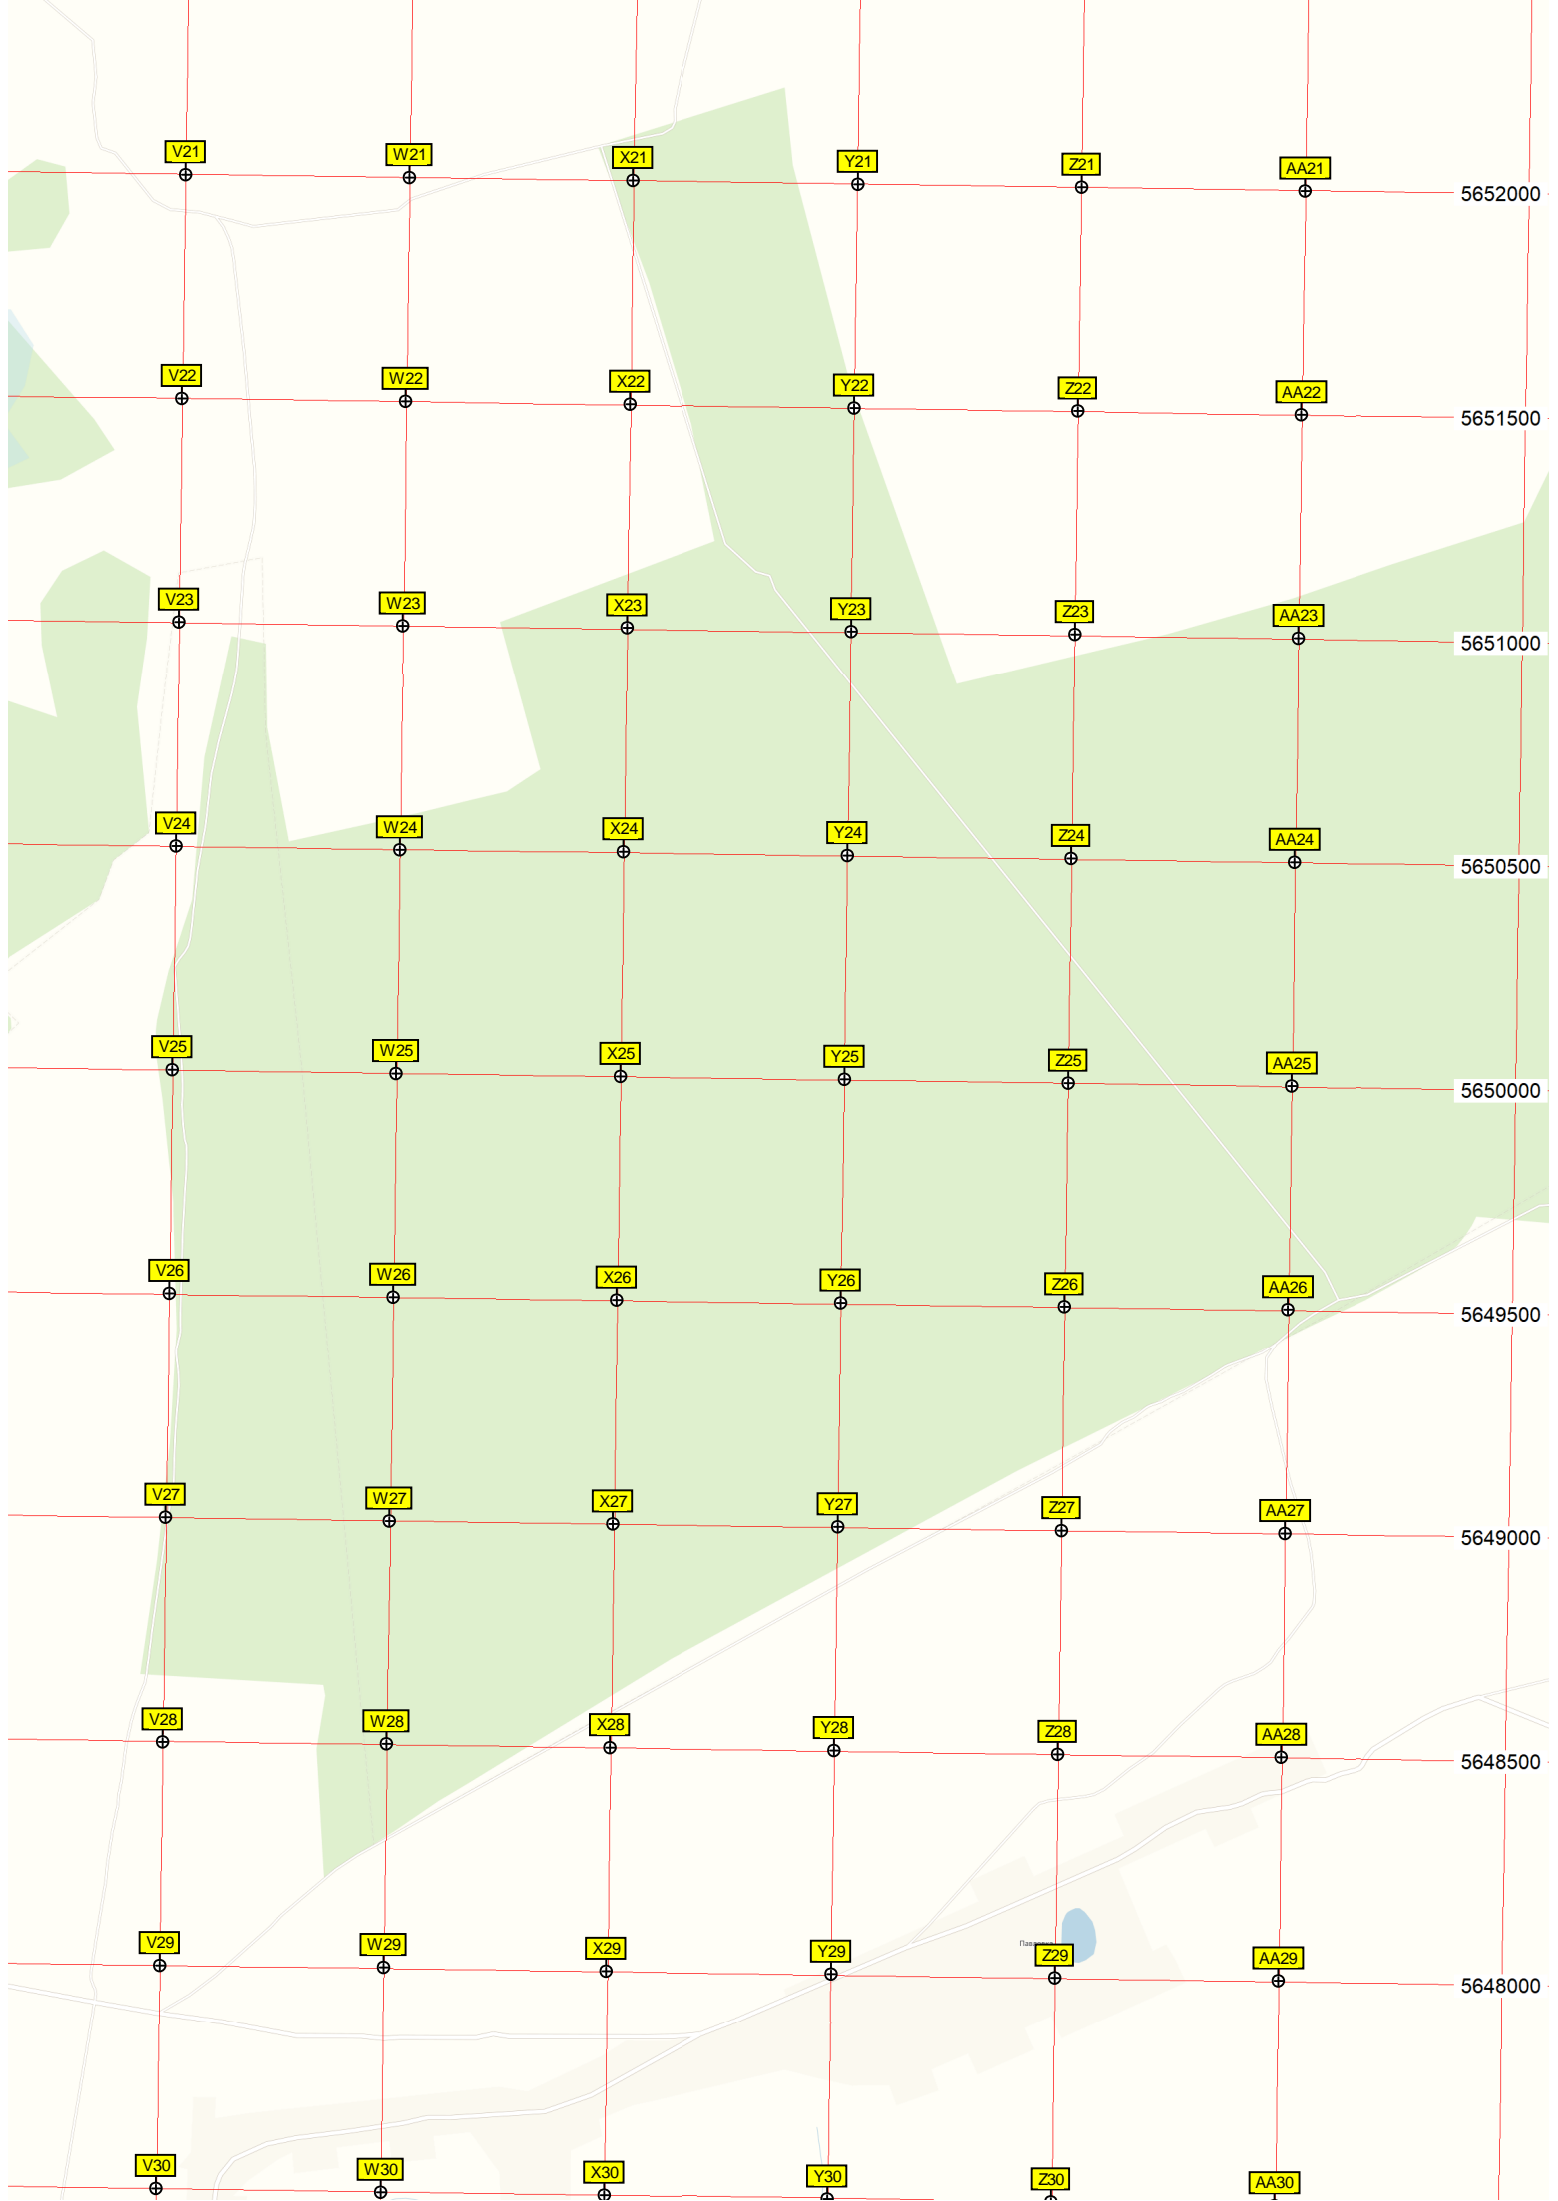 V21 W21 X21 Y21 Z21 AA21
5652000
V22 W22 X22 Y22 Z22 AA22
5651500
V23 W23 X23 Y23 Z23 AA23
5651000
V24 W24 X24 Y24 Z24 AA24
5650500
V25 W25 X25 Y25 Z25 AA25
5650000
V26 W26 X26 Y26 Z26 AA26
5649500
V27 W27 X27 Y27 Z27 AA27
5649000
V28 W28 X28 Y28 Z28 AA28
5648500
V29 W29 X29 Y29 Z29 AA29
5648000
V30 W30 X30 Y30 Z30 AA30